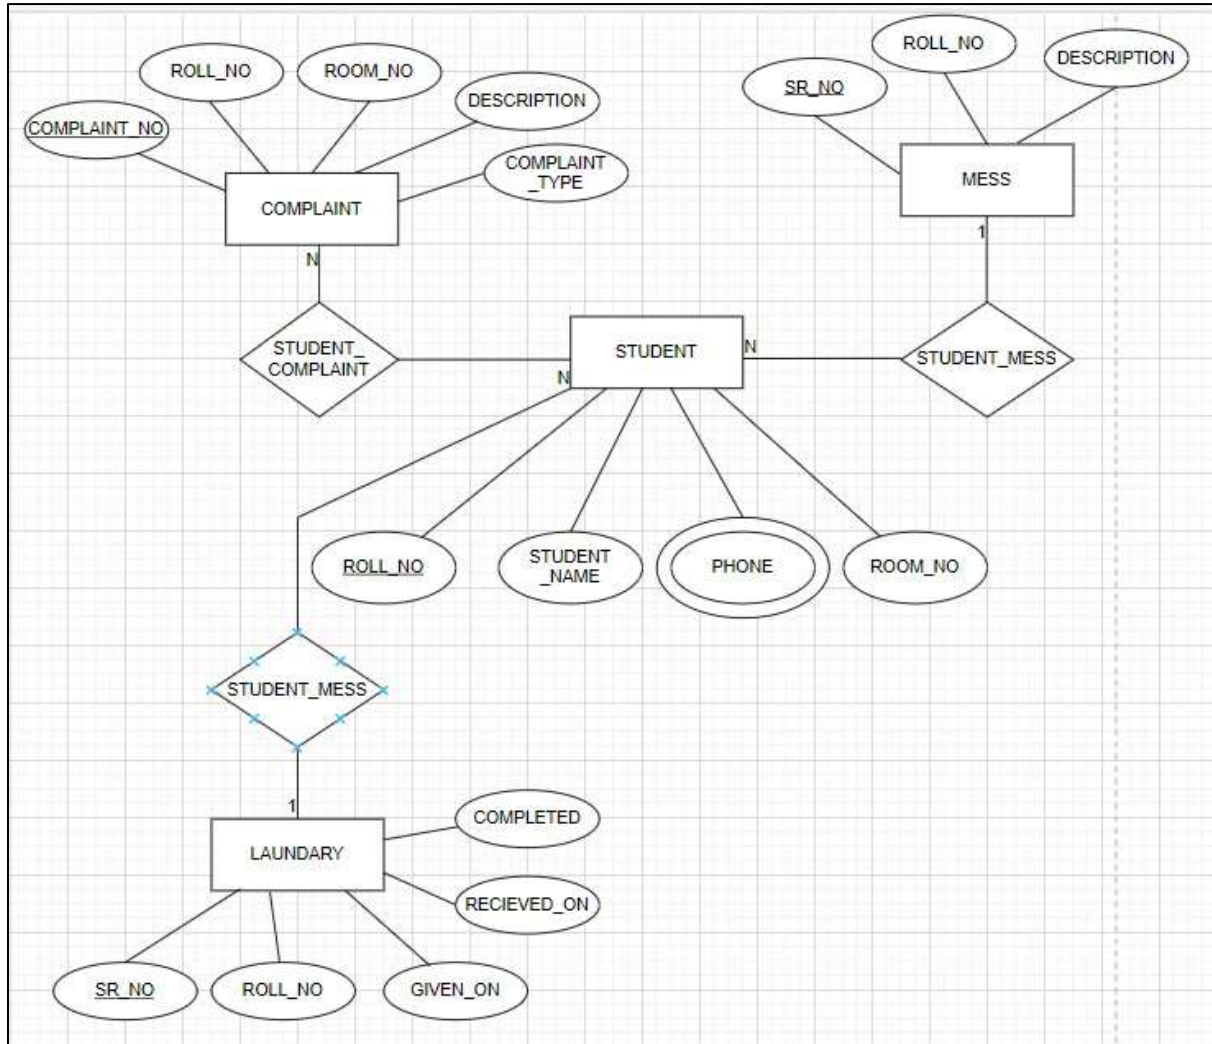 ROLL_NO
ROOM_NO
DESCRIPTION
COMPLAINT_NO
COMPLAINT
_TYPE
COMPLAINT
N
STUDENT_
COMPLAINT
SR_NO
ROLL_NO
DESCRIPTION
MESS
1
STUDENT_MESS
STUDENT
N
N
ROLL_NO
STUDENT
_NAME
PHONE
ROOM_NO
STUDENT_MESS
1
LAUNDARY
COMPLETED
RECIEVED_ON
SR_NO
ROLL_NO
GIVEN_ON